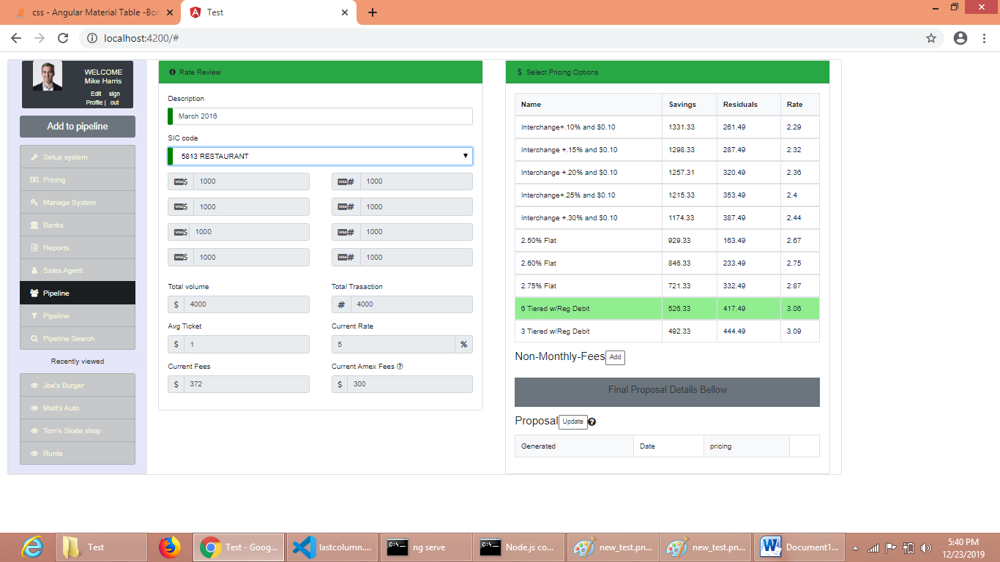 css - Angular Material Table -Bor
Test
localhost:4200/#
WELCOME
Mike Harris
Edit sign
Profile | out
Add to pipeline
Setup system
Pricing
Manage System
Banks
Reports
Sales Agent
Pipeline
Pipeline
Pipeline Search
Recently viewed
Joe's Burger
Matt's Auto
Tom's Skate shop
Runte
Rate Review
Description
March 2016
SIC code
5813 RESTAURANT
VISA $ 1000 VISA # 1000
VISA $ 1000 VISA # 1000
VISA $ 1000 VISA # 1000
VISA $ 1000 VISA # 1000
Total volume Total Trasaction
$ 4000 # 4000
Avg Ticket Current Rate
$ 1 5 %
Current Fees Current Amex Fees ?
$ 372 $ 300
$ Select Pricing Options
Name Savings Residuals Rate
Interchange+.10% and $0.10 1331.33 261.49 2.29
Interchange +.15% and $0.10 1298.33 287.49 2.32
Interchange +.20% and $0.10 1257.31 320.49 2.36
Interchange+.25% and $0.10 1215.33 353.49 2.4
Interchange +.30% and $0.10 1174.33 387.49 2.44
2.50% Flat 929.33 163.49 2.67
2.60% Flat 846.33 233.49 2.75
2.75% Flat 721.33 332.49 2.87
6 Tiered w/Reg Debit 526.33 417.49 3.06
3 Tiered w/Reg Debit 492.33 444.49 3.09
Non-Monthly-Fees Add
Final Proposal Details Bellow
Proposal Update ?
Generated Date pricing
Test
Test - Goog...
lastcolumn....
ng serve
Node.js co...
new_test.pn...
new_test.pn...
Document1...
5:40 PM
12/23/2019